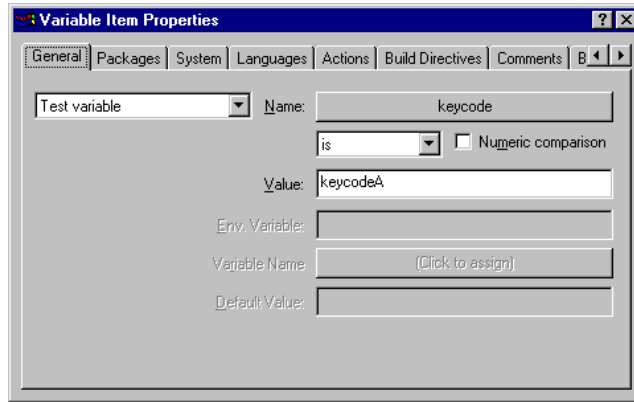 Variable Item Properties
General Packages System Languages Actions Build Directives Comments B
Test variable Name: keycode
is Numeric comparison
Value: keycodeA
Env. Variable:
Variable Name (Click to assign)
Default Value: